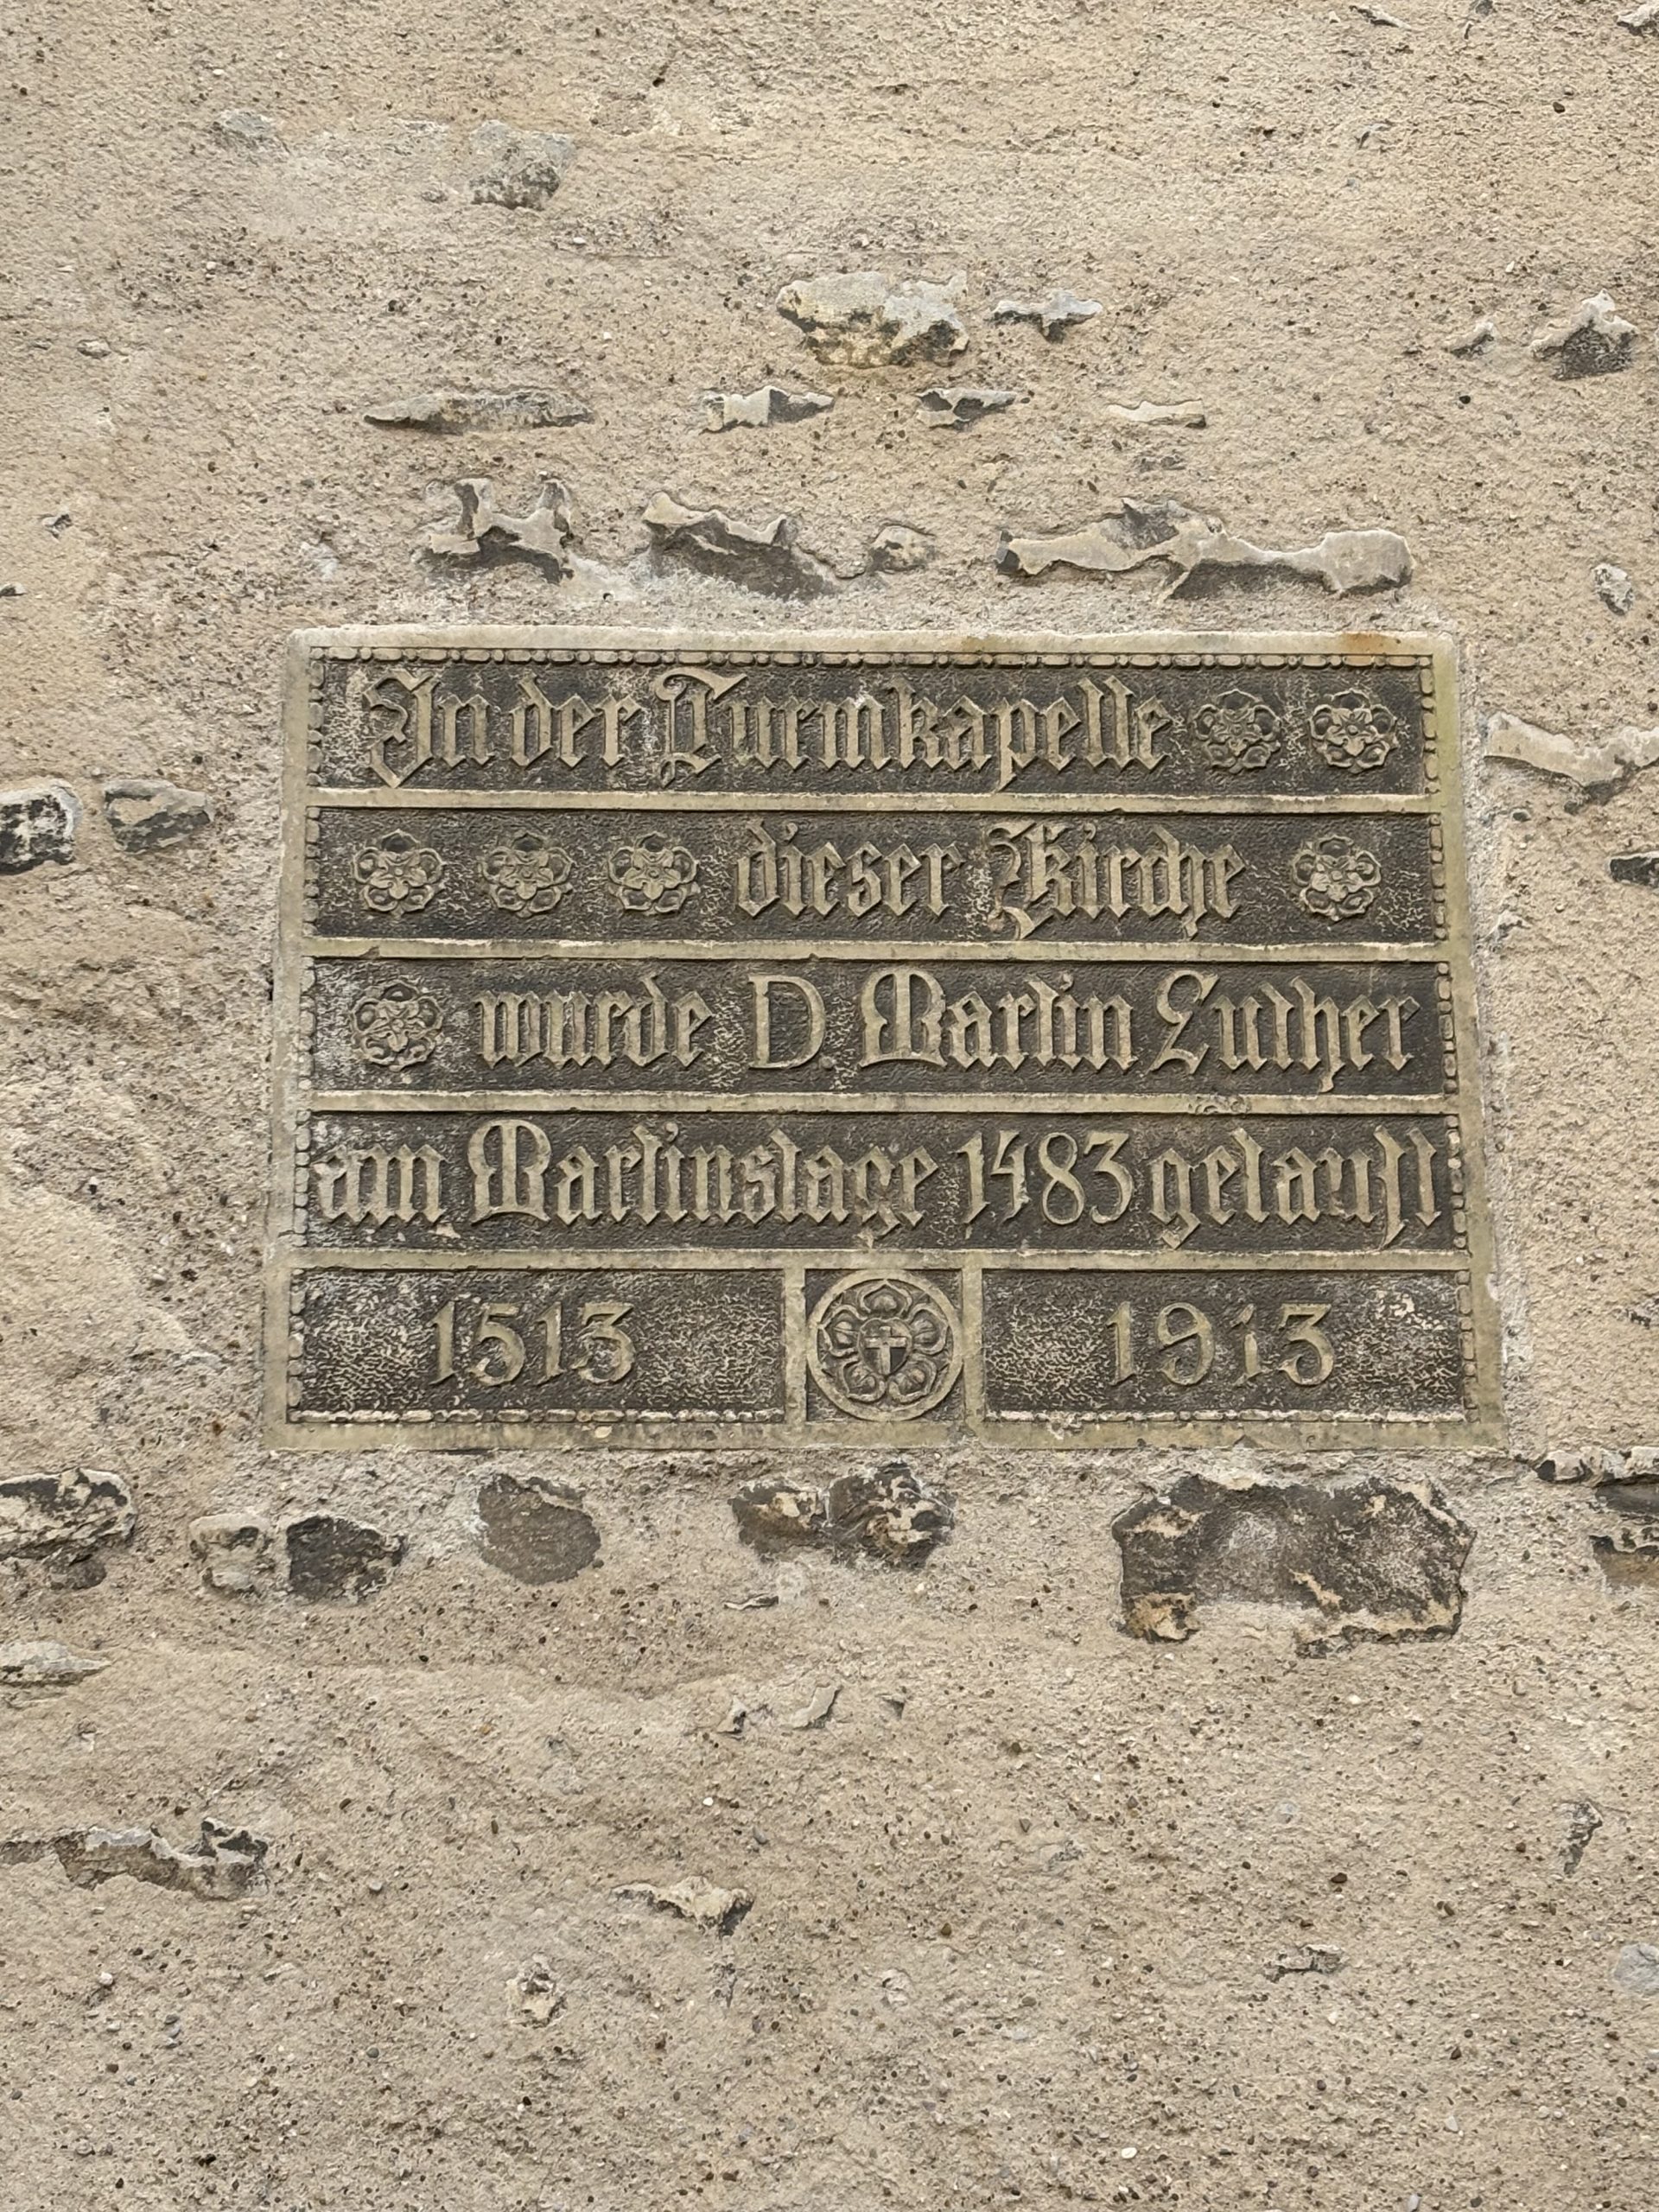 In der Turmkapelle
dieser Kirche
wurde D. Martin Luther
am Martinstage 1483 getauft
1513 1913